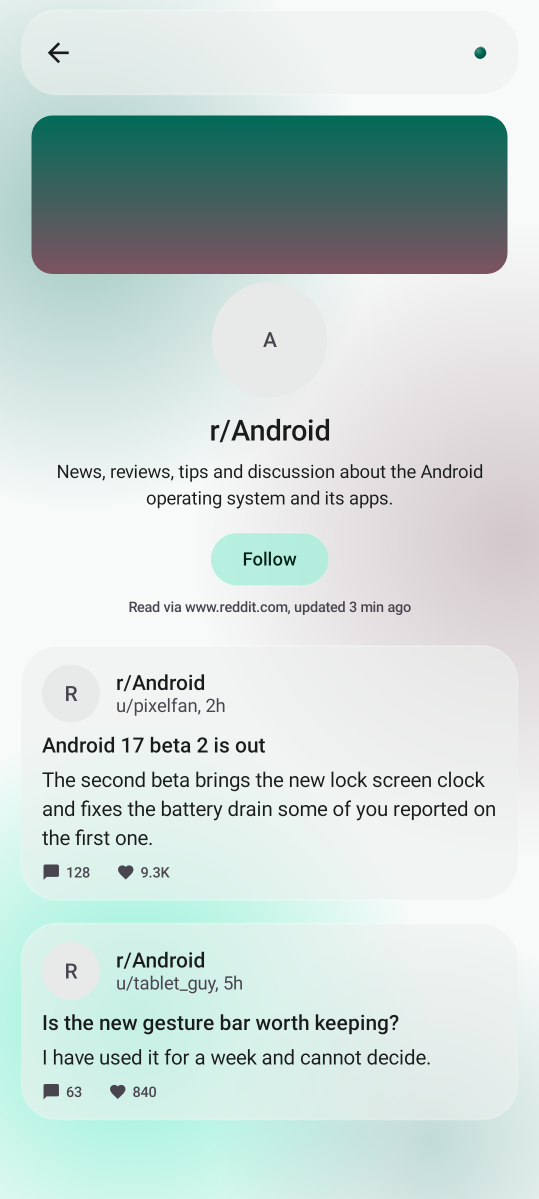 A
r/Android
News, reviews, tips and discussion about the Android
operating system and its apps.
Follow
Read via www.reddit.com, updated 3 min ago
R
r/Android
u/pixelfan, 2h
Android 17 beta 2 is out
The second beta brings the new lock screen clock
and fixes the battery drain some of you reported on
the first one.
128 9.3K
R
r/Android
u/tablet_guy, 5h
Is the new gesture bar worth keeping?
I have used it for a week and cannot decide.
63 840